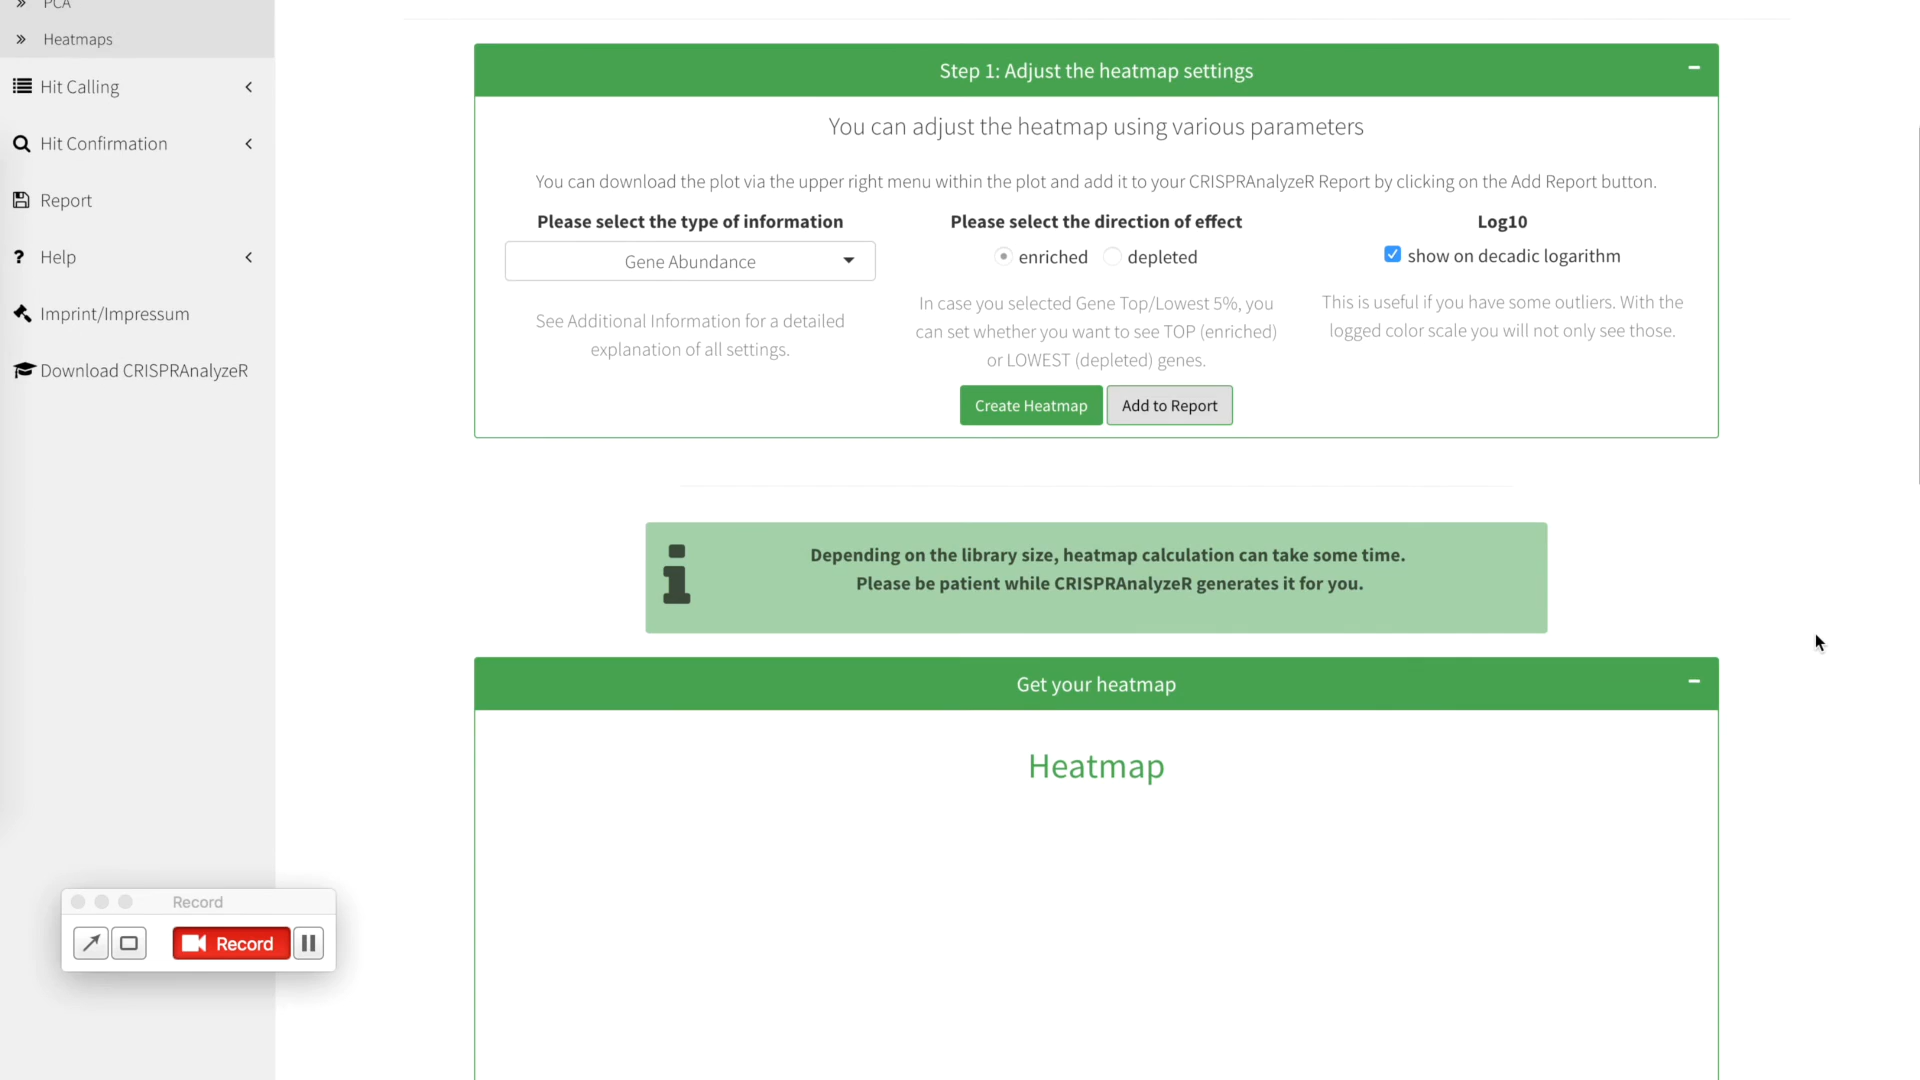 PCA
Heatmaps
Hit Calling
Hit Confirmation
Report
Help
Imprint/Impressum
Download CRISPRAnalyzeR
Step 1: Adjust the heatmap settings
You can adjust the heatmap using various parameters
You can download the plot via the upper right menu within the plot and add it to your CRISPRAnalyzeR Report by clicking on the Add Report button.
Please select the type of information
Gene Abundance
See Additional Information for a detailed
explanation of all settings.
Please select the direction of effect
enriched depleted
In case you selected Gene Top/Lowest 5%, you
can set whether you want to see TOP (enriched)
or LOWEST (depleted) genes.
Log10
show on decadic logarithm
This is useful if you have some outliers. With the
logged color scale you will not only see those.
Create Heatmap
Add to Report
Depending on the library size, heatmap calculation can take some time.
Please be patient while CRISPRAnalyzeR generates it for you.
Get your heatmap
Heatmap
Record
Record